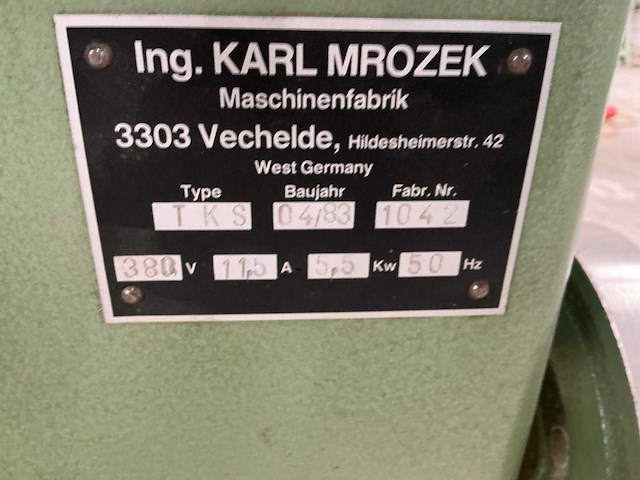 Ing. KARL MROZEK
Maschinenfabrik
3303 Vechelde, Hildesheimerstr. 42
West Germany
Type Baujahr Fabr. Nr.
TKS 04/83 1042
380 V 11,5 A 5,5 Kw 50 Hz